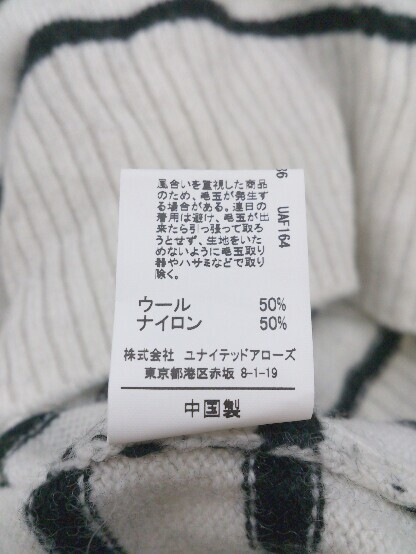 風合いを重視した商品
のため、毛玉が発生す
る場合がある。連日の
着用は避け、毛玉が出
来たら引っ張って取ろ
うとせず、生地をいた
めないように毛玉取り
器やハサミなどで取り
除く。
UAF164
ウール 50%
ナイロン 50%
株式会社 ユナイテッドアローズ
東京都港区赤坂 8-1-19
中国製